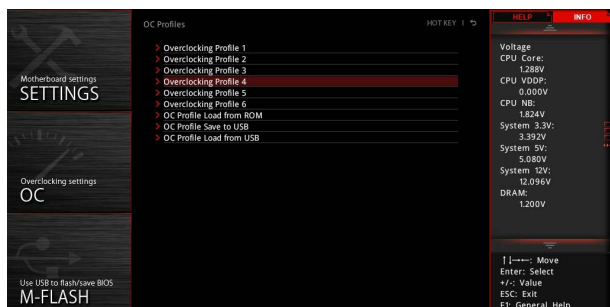 OC Profiles
HOT KEY |
HELP
INFO
Motherboard settings
SETTINGS
Overclocking settings
OC
Use USB to flash/save BIOS
M-FLASH
> Overclocking Profile 1
> Overclocking Profile 2
> Overclocking Profile 3
> Overclocking Profile 4
> Overclocking Profile 5
> Overclocking Profile 6
> OC Profile Load from ROM
> OC Profile Save to USB
> OC Profile Load from USB
Voltage
CPU Core:
1.288V
CPU VDDP:
0.000V
CPU NB:
1.824V
System 3.3V:
3.392V
System 5V:
5.080V
System 12V:
12.096V
DRAM:
1.200V
↑↓→←: Move
Enter: Select
+/-: Value
ESC: Exit
F1: General Help